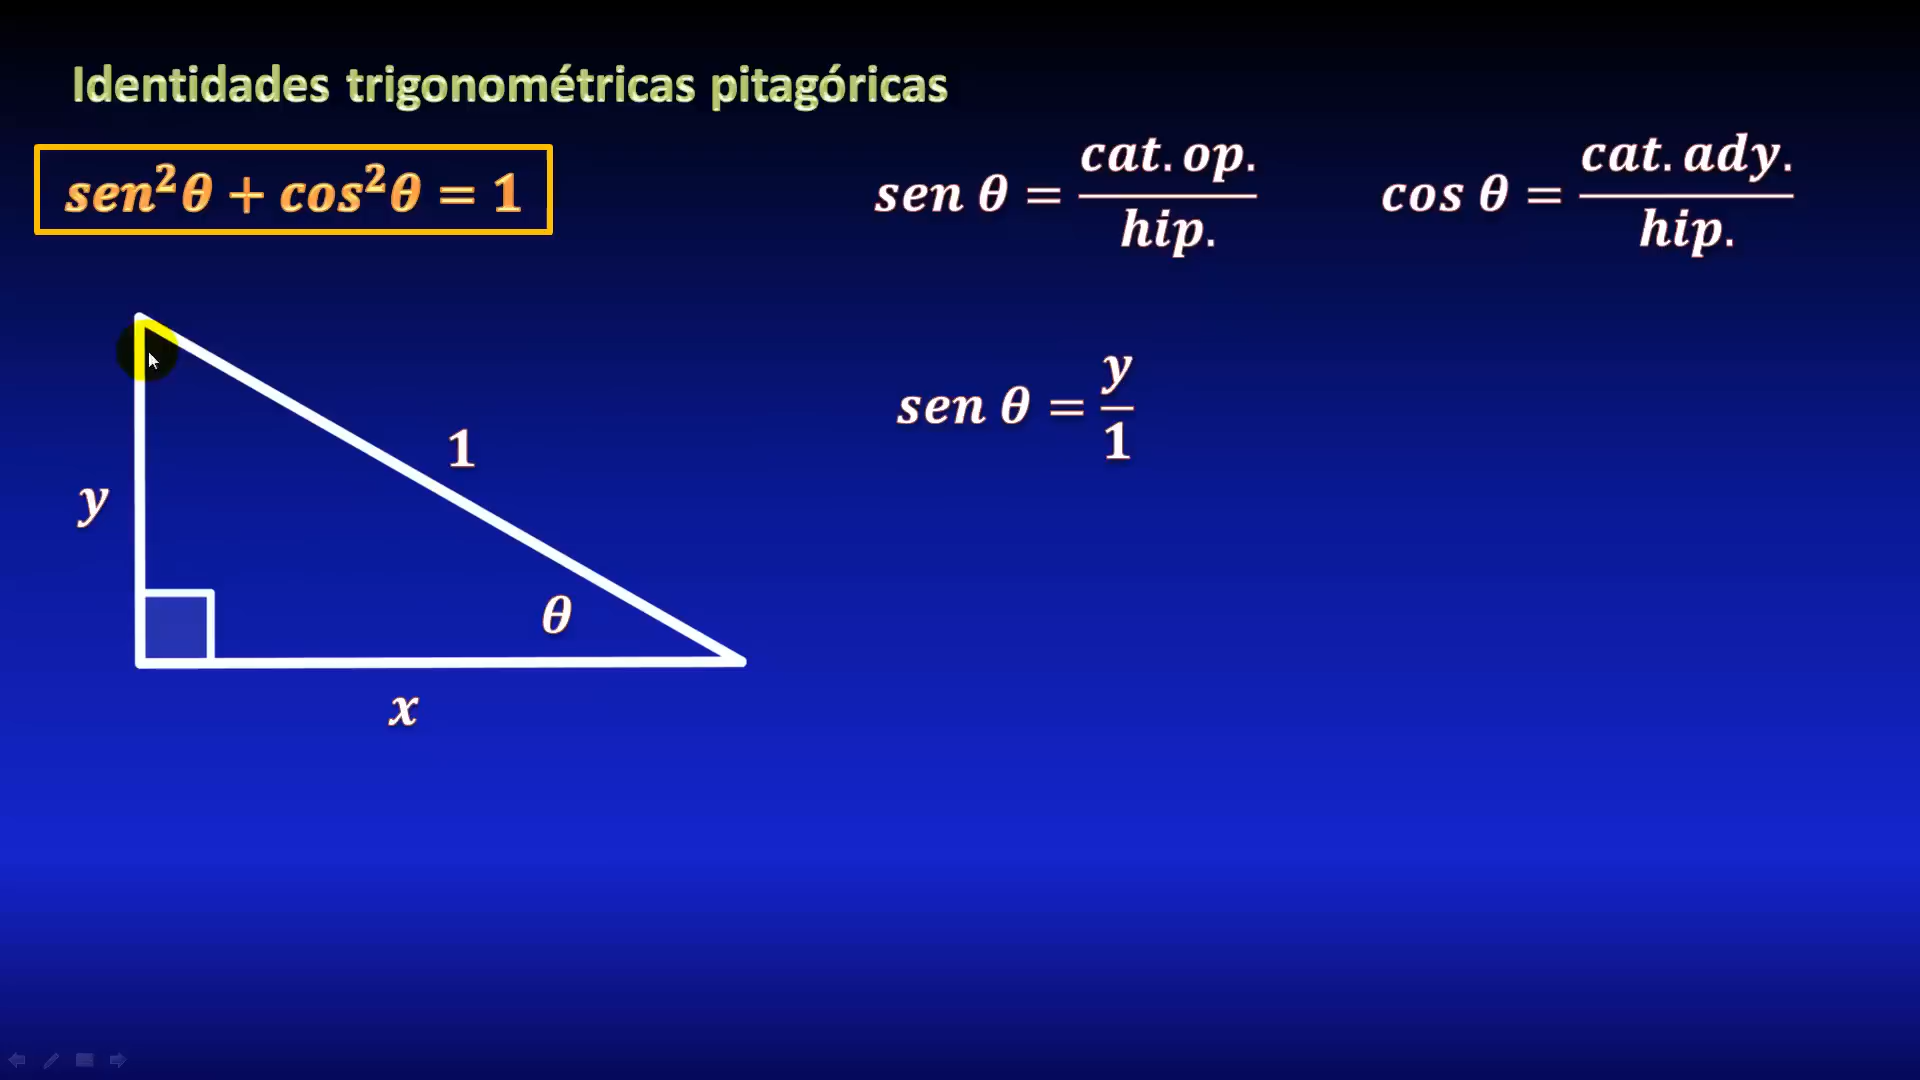 Identidades trigonométricas pitagóricas
sen²θ + cos²θ = 1
sen θ = cat. op. / hip.
cos θ = cat. ady. / hip.
sen θ = y / 1
1
y
θ
x